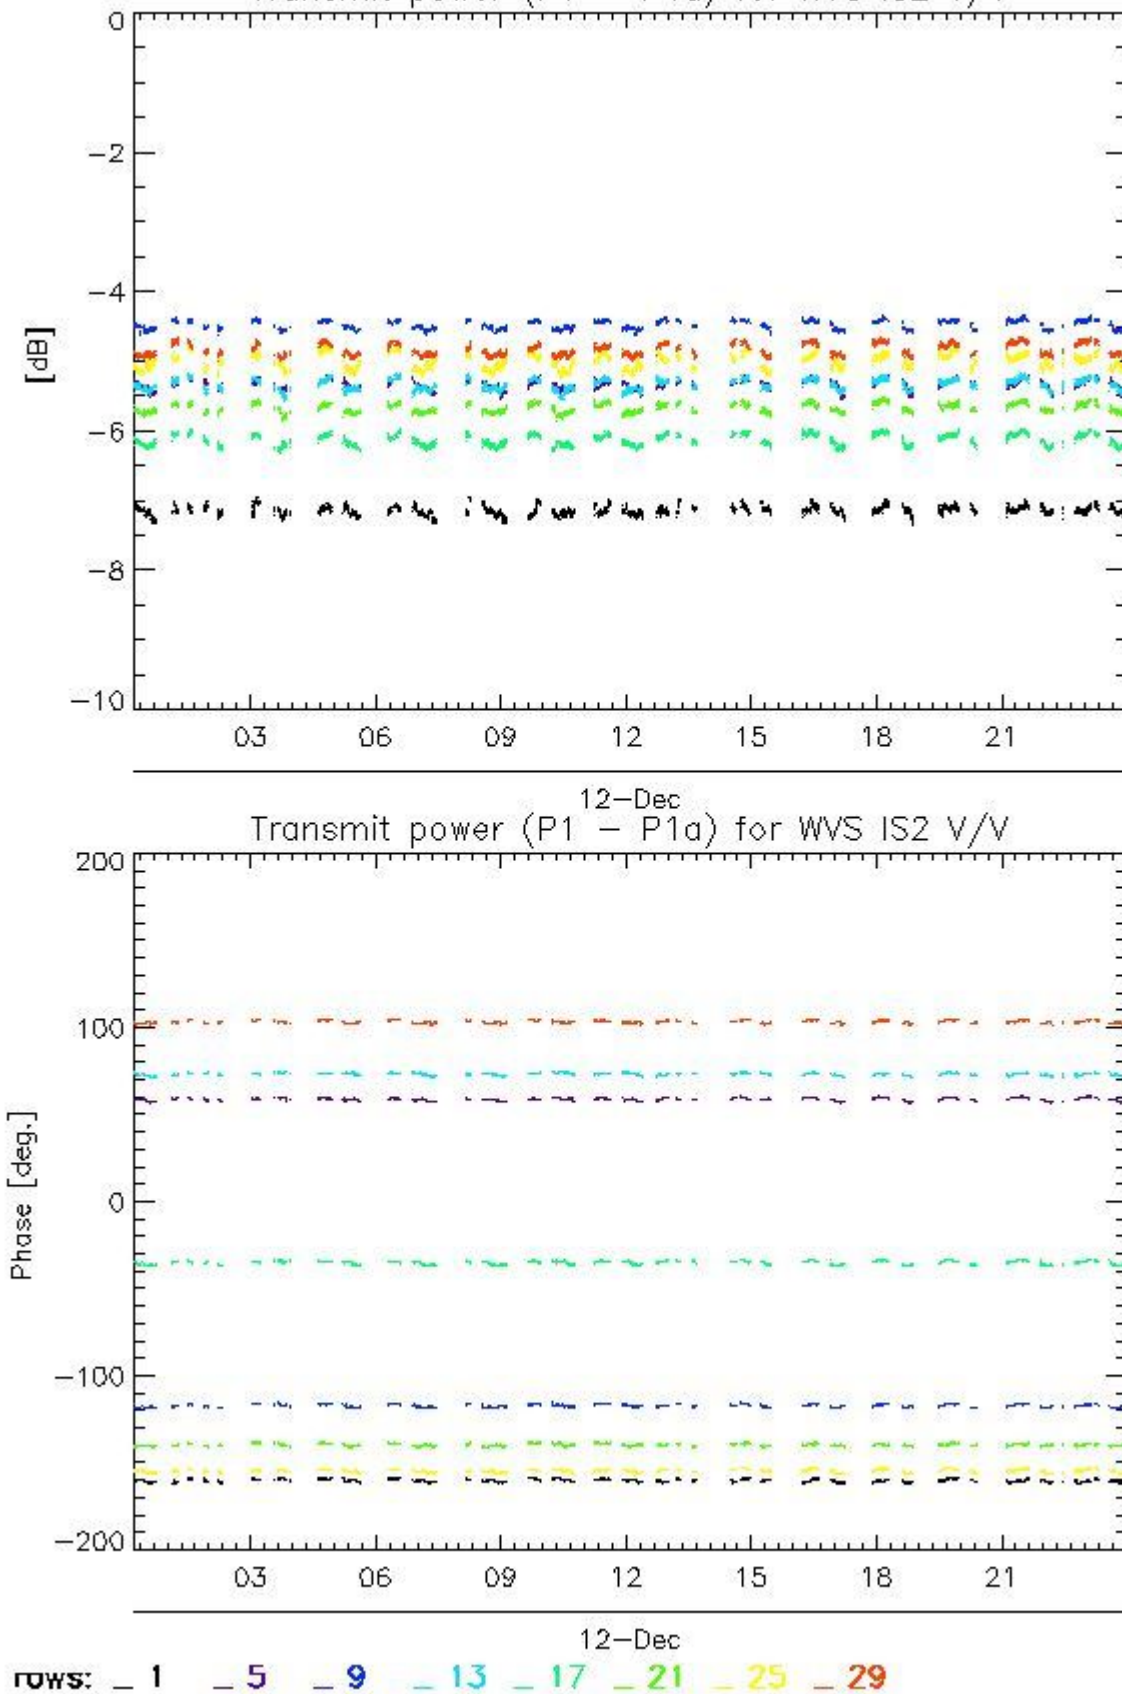 0
−2
−4
[dB]
−6
−8
−10
03 06 09 12 15 18 21
12−Dec
Transmit power (P1 − P1a) for WVS IS2 V/V
200
100
Phase [deg.]
0
−100
−200
03 06 09 12 15 18 21
12−Dec
rows: _ 1 _ 5 _ 9 _ 13 _ 17 _ 21 _ 25 _ 29